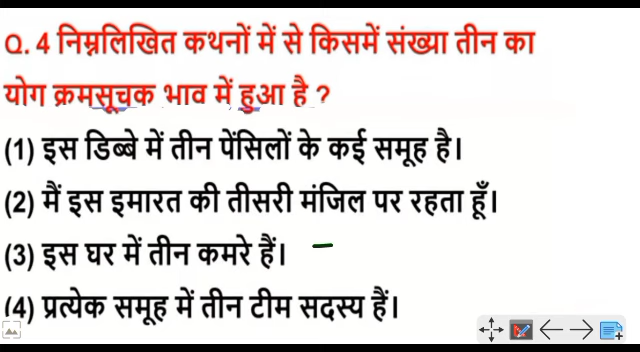 Q. 4 निम्नलिखित कथनों में से किसमें संख्या तीन का
योग क्रमसूचक भाव में हुआ है ?
(1) इस डिब्बे में तीन पेंसिलों के कई समूह है।
(2) मैं इस इमारत की तीसरी मंजिल पर रहता हूँ।
(3) इस घर में तीन कमरे हैं।
(4) प्रत्येक समूह में तीन टीम सदस्य हैं।